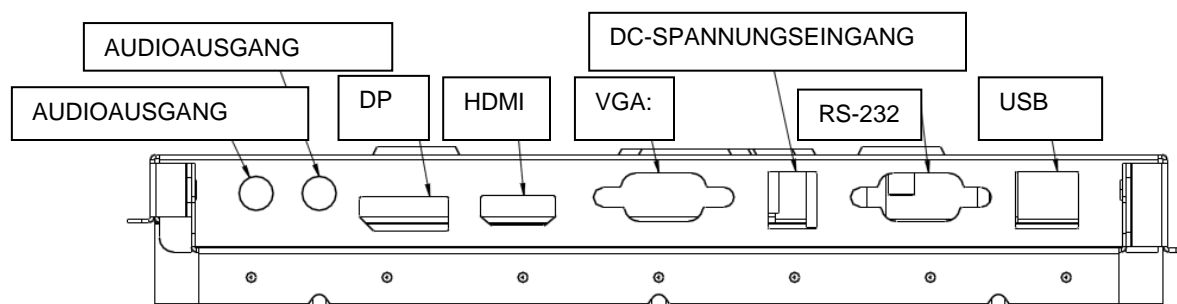 AUDIOAUSGANG
DC-SPANNUNGSEINGANG
AUDIOAUSGANG
DP
HDMI
VGA:
RS-232
USB